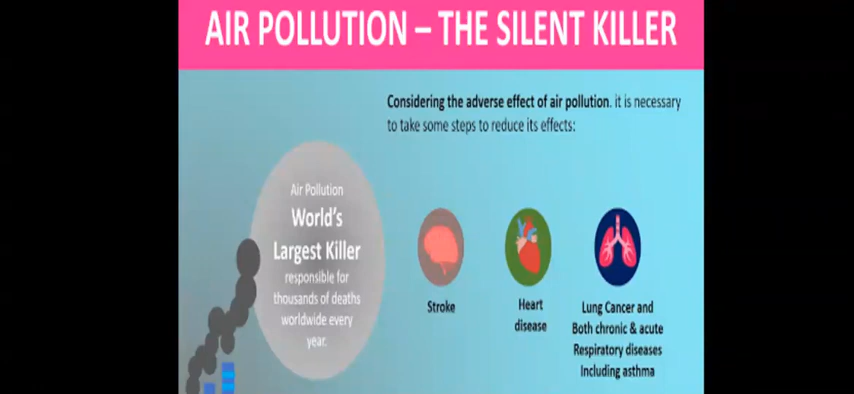 AIR POLLUTION – THE SILENT KILLER
Considering the adverse effect of air pollution. it is necessary
to take some steps to reduce its effects:
Air Pollution
World's
Largest Killer
responsible for
thousands of deaths
worldwide every
year.
Stroke
Heart
disease
Lung Cancer and
Both chronic & acute
Respiratory diseases
Including asthma